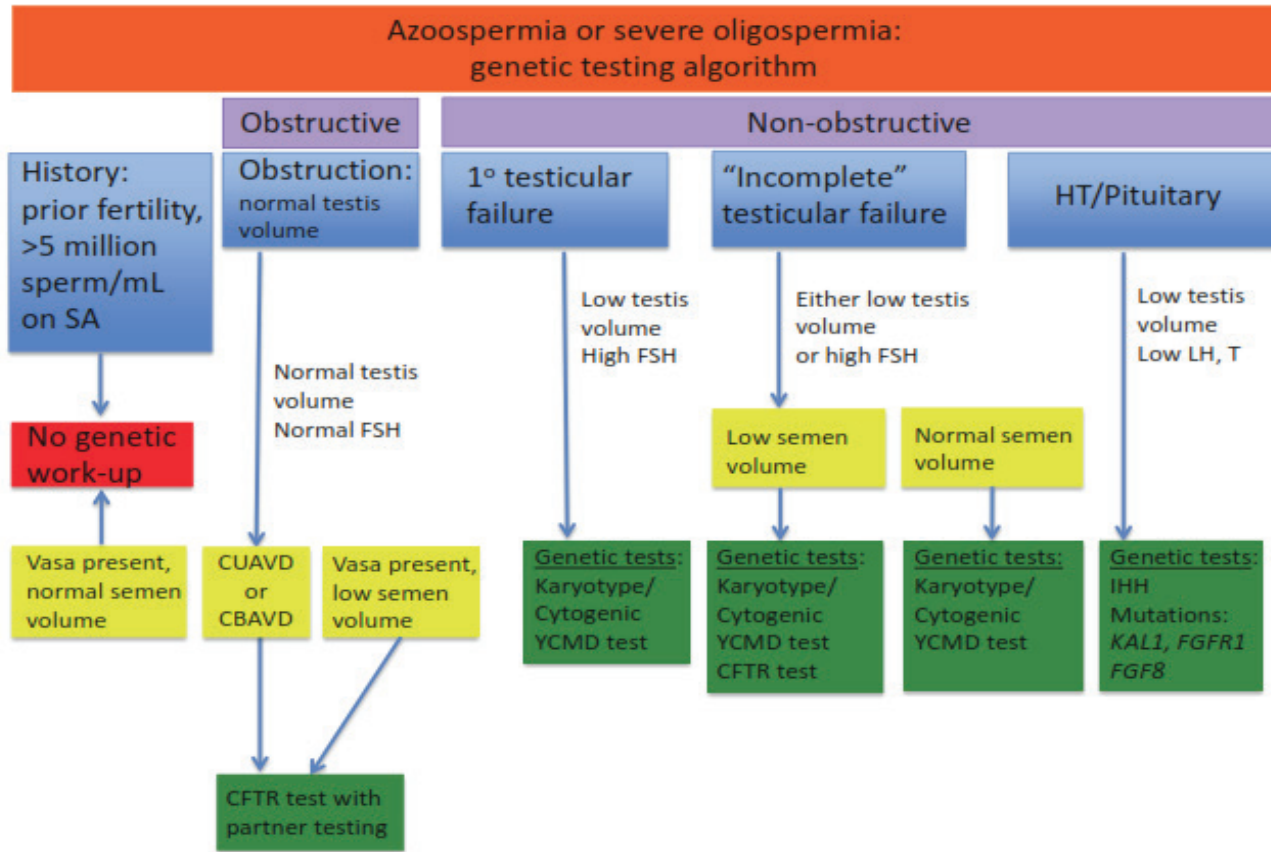 Azoospermia or severe oligospermia:
genetic testing algorithm
Obstructive
Non-obstructive
History:
prior fertility,
>5 million
sperm/mL
on SA
Obstruction:
normal testis
volume
1º testicular
failure
“Incomplete”
testicular failure
HT/Pituitary
Normal testis
volume
Normal FSH
Low testis
volume
High FSH
Either low testis
volume
or high FSH
Low testis
volume
Low LH, T
No genetic
work-up
Low semen
volume
Normal semen
volume
Vasa present,
normal semen
volume
CUAVD
or
CBAVD
Vasa present,
low semen
volume
Genetic tests:
Karyotype/
Cytogenic
YCMD test
Genetic tests:
Karyotype/
Cytogenic
YCMD test
CFTR test
Genetic tests:
Karyotype/
Cytogenic
YCMD test
Genetic tests:
IHH
Mutations:
KAL1, FGFR1
FGF8
CFTR test with
partner testing